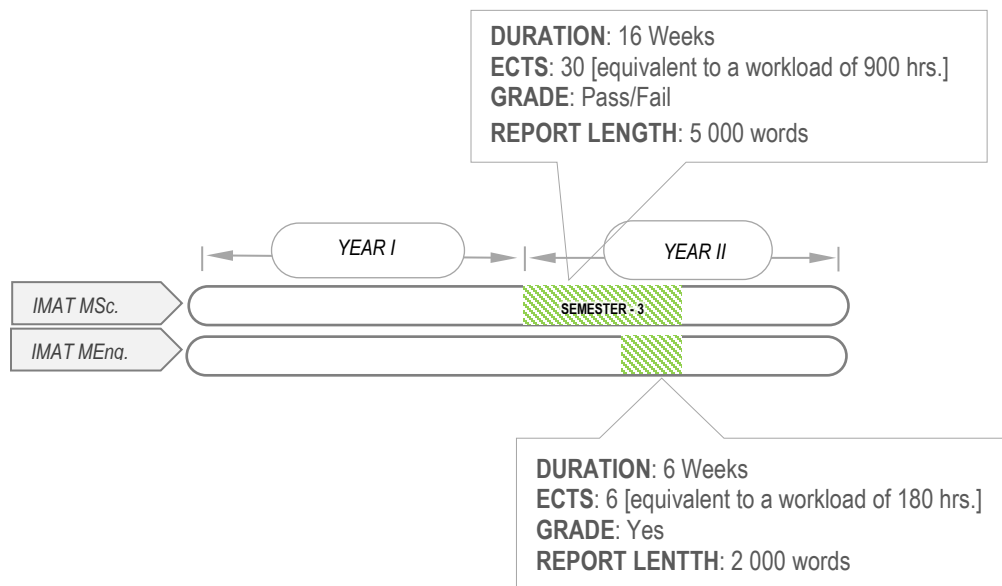 DURATION: 16 Weeks
ECTS: 30 [equivalent to a workload of 900 hrs.]
GRADE: Pass/Fail
REPORT LENGTH: 5 000 words
YEAR I
YEAR II
IMAT MSc.
SEMESTER - 3
IMAT MEng.
DURATION: 6 Weeks
ECTS: 6 [equivalent to a workload of 180 hrs.]
GRADE: Yes
REPORT LENTTH: 2 000 words